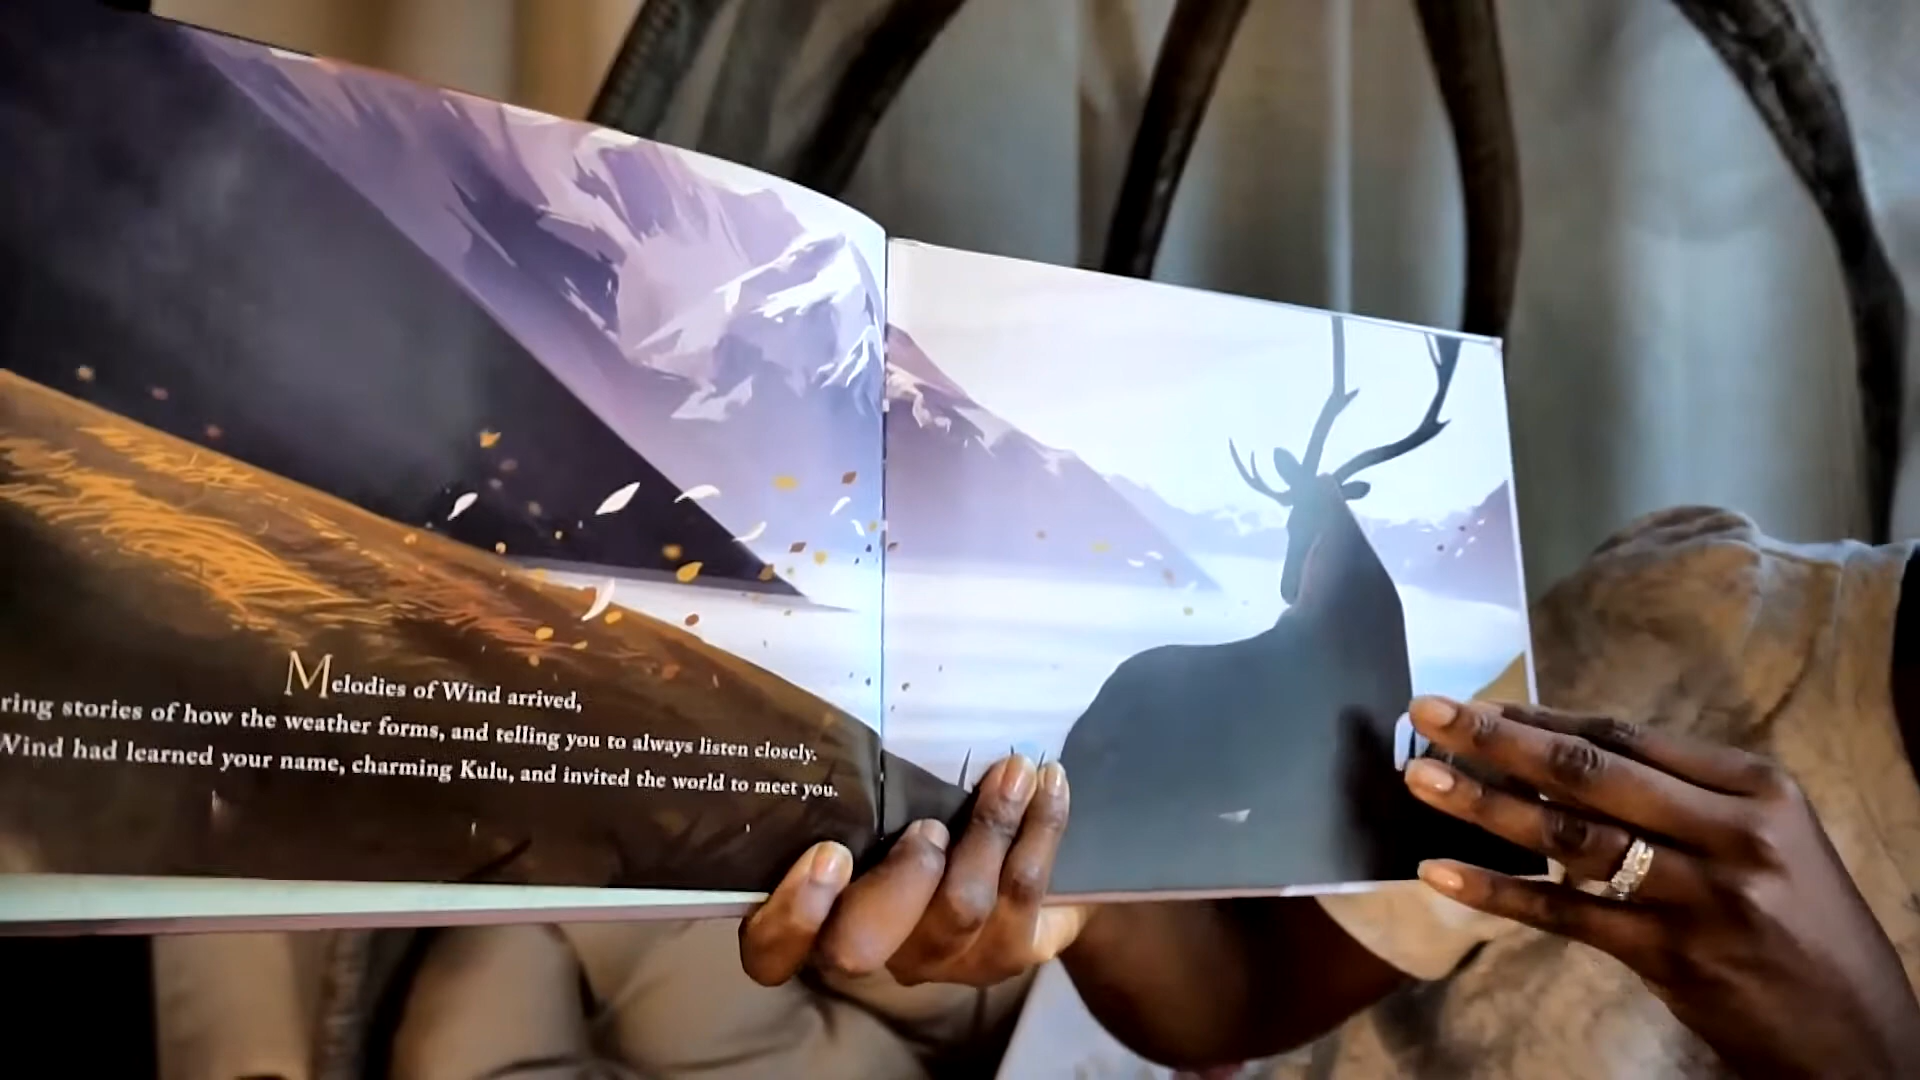 Melodies of Wind arrived,
ring stories of how the weather forms, and telling you to always listen closely.
Wind had learned your name, charming Kulu, and invited the world to meet you.